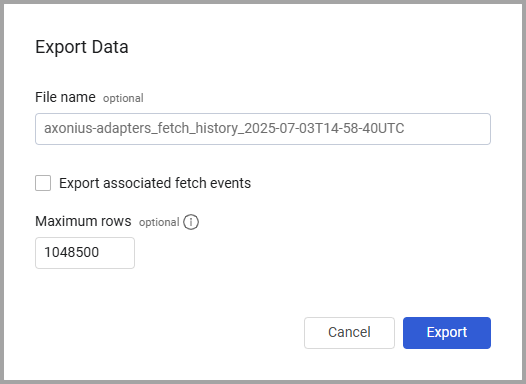 Export Data
File name optional
axonius-adapters_fetch_history_2025-07-03T14-58-40UTC
Export associated fetch events
Maximum rows optional
1048500
Cancel Export